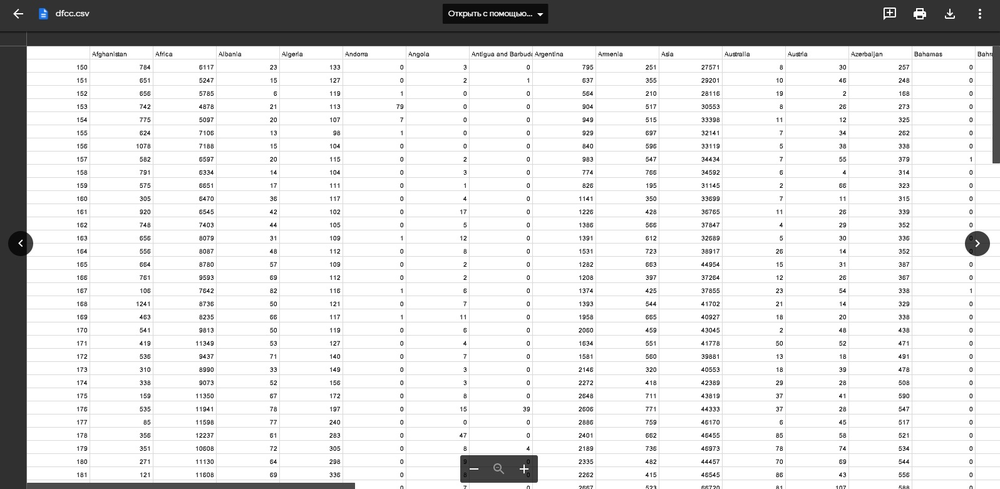 dfcc.csv Открыть с помощью...
Afghanistan Africa Albania Algeria Andorra Angola Antigua and Barbuda Argentina Armenia Asia Australia Austria Azerbaijan Bahamas Bahra
150 784 6117 23 133 0 3 0 795 251 27571 8 30 257 0
151 651 5247 15 127 0 2 1 637 355 29201 10 46 248 0
152 656 5785 6 119 1 0 0 564 210 28116 19 2 168 0
153 742 4878 21 113 79 0 0 904 517 30553 8 26 273 0
154 775 5097 20 107 7 0 0 949 515 33398 11 12 325 0
155 624 7106 13 98 1 0 0 929 697 32141 7 34 262 0
156 1078 7188 15 104 0 0 0 840 596 33119 5 38 338 0
157 582 6597 20 115 0 2 0 983 547 34434 7 55 379 1
158 791 6334 14 104 0 3 0 774 766 34592 6 4 314 0
159 575 6651 17 111 0 1 0 826 195 31145 2 66 323 0
160 305 6470 36 117 0 4 0 1141 350 33699 7 11 315 0
161 920 6545 42 102 0 17 0 1226 428 36765 11 26 339 0
162 748 7403 44 105 0 5 0 1386 566 37847 4 29 352 0
163 656 8079 31 109 1 12 0 1391 612 32689 5 30 336 0
164 556 8087 48 112 0 8 0 1531 723 38917 26 14 352 0
165 664 8780 57 109 0 2 0 1282 663 44954 15 31 387 0
166 761 9593 69 112 0 2 0 1208 397 37264 12 26 367 0
167 106 7642 82 116 1 6 0 1374 425 37855 23 54 338 1
168 1241 8736 50 121 0 7 0 1393 544 41702 21 14 329 0
169 463 8235 66 117 1 11 0 1958 665 40927 18 20 338 0
170 541 9813 50 119 0 6 0 2060 459 43045 2 48 438 0
171 419 11349 53 127 0 4 0 1634 551 41778 50 52 471 0
172 536 9437 71 140 0 7 0 1581 560 39881 13 18 491 0
173 310 8990 33 149 0 3 0 2146 320 40553 18 39 478 0
174 338 9073 52 156 0 3 0 2272 418 42389 29 28 508 0
175 159 11350 67 172 0 8 0 2648 711 43819 37 41 590 0
176 535 11941 78 197 0 15 39 2606 771 44333 37 28 547 0
177 85 11598 77 240 0 0 0 2886 759 46170 6 45 517 0
178 356 12237 61 283 0 47 0 2401 662 46455 85 58 521 0
179 351 10608 72 305 0 8 4 2189 736 46973 78 74 534 0
180 271 11130 64 298 0 9 0 2335 482 44457 70 69 544 0
181 121 11608 69 336 0 8 0 2262 415 46545 86 43 556 0
0 7 0 2667 523 66720 81 107 588 0